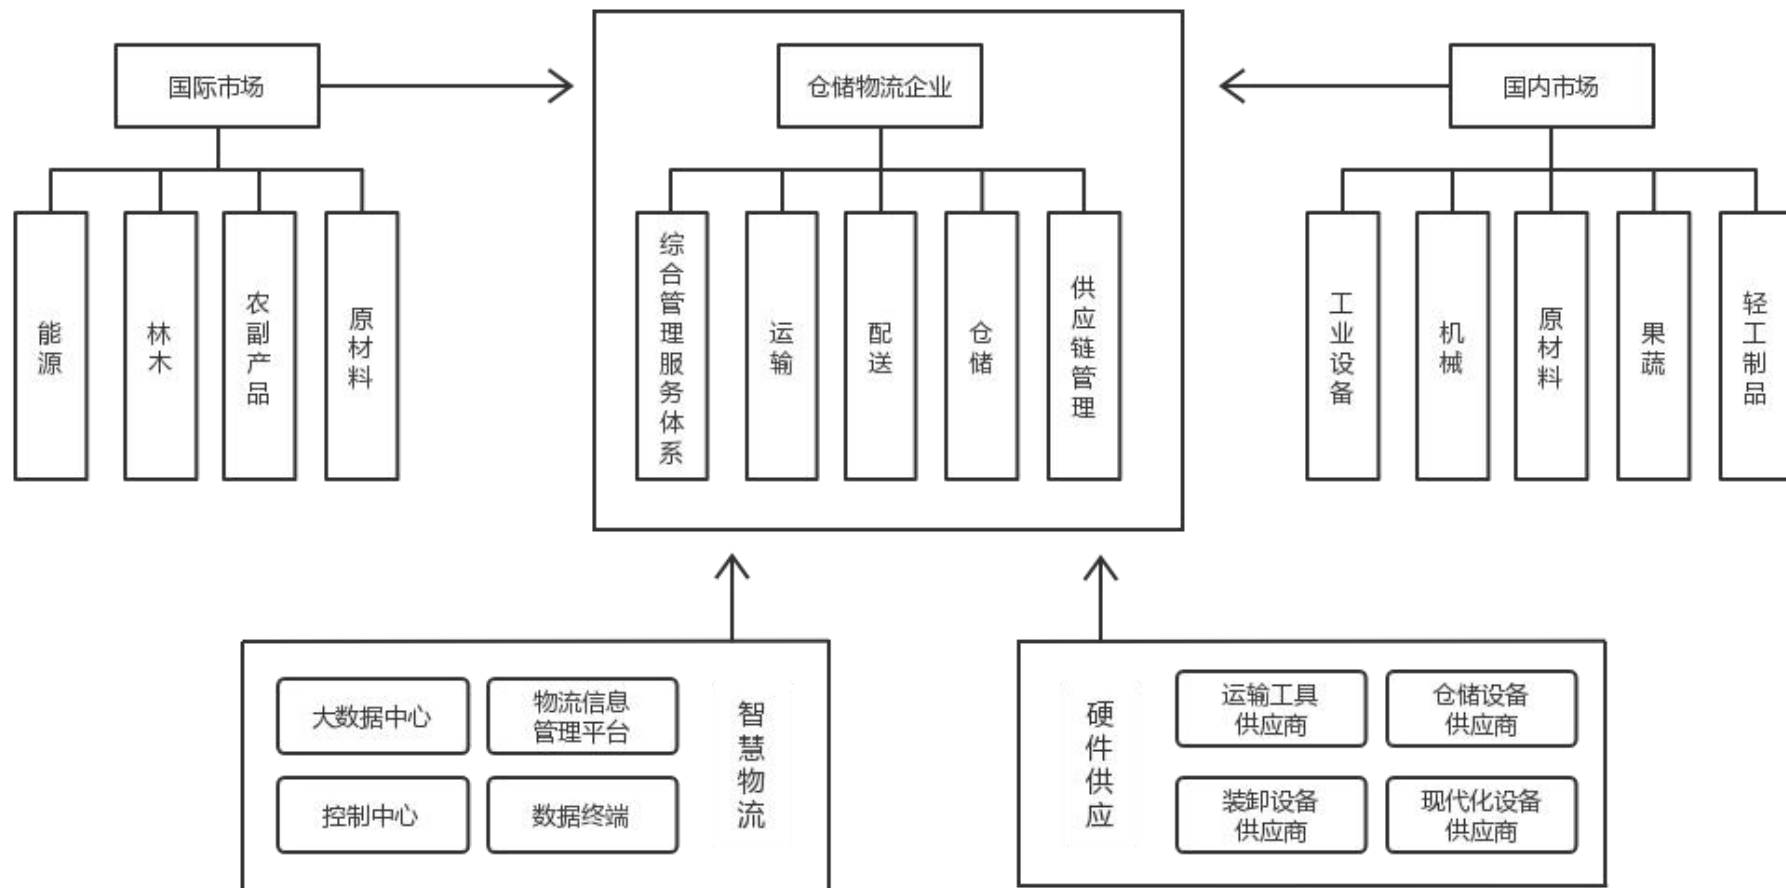 国际市场
仓储物流企业
国内市场
能源
林木
农副产品
原材料
综合管理服务体系
运输
配送
仓储
供应链管理
工业设备
机械
原材料
果蔬
轻工制品
大数据中心
物流信息
管理平台
控制中心
数据终端
智慧物流
硬件供应
运输工具
供应商
仓储设备
供应商
装卸设备
供应商
现代化设备
供应商